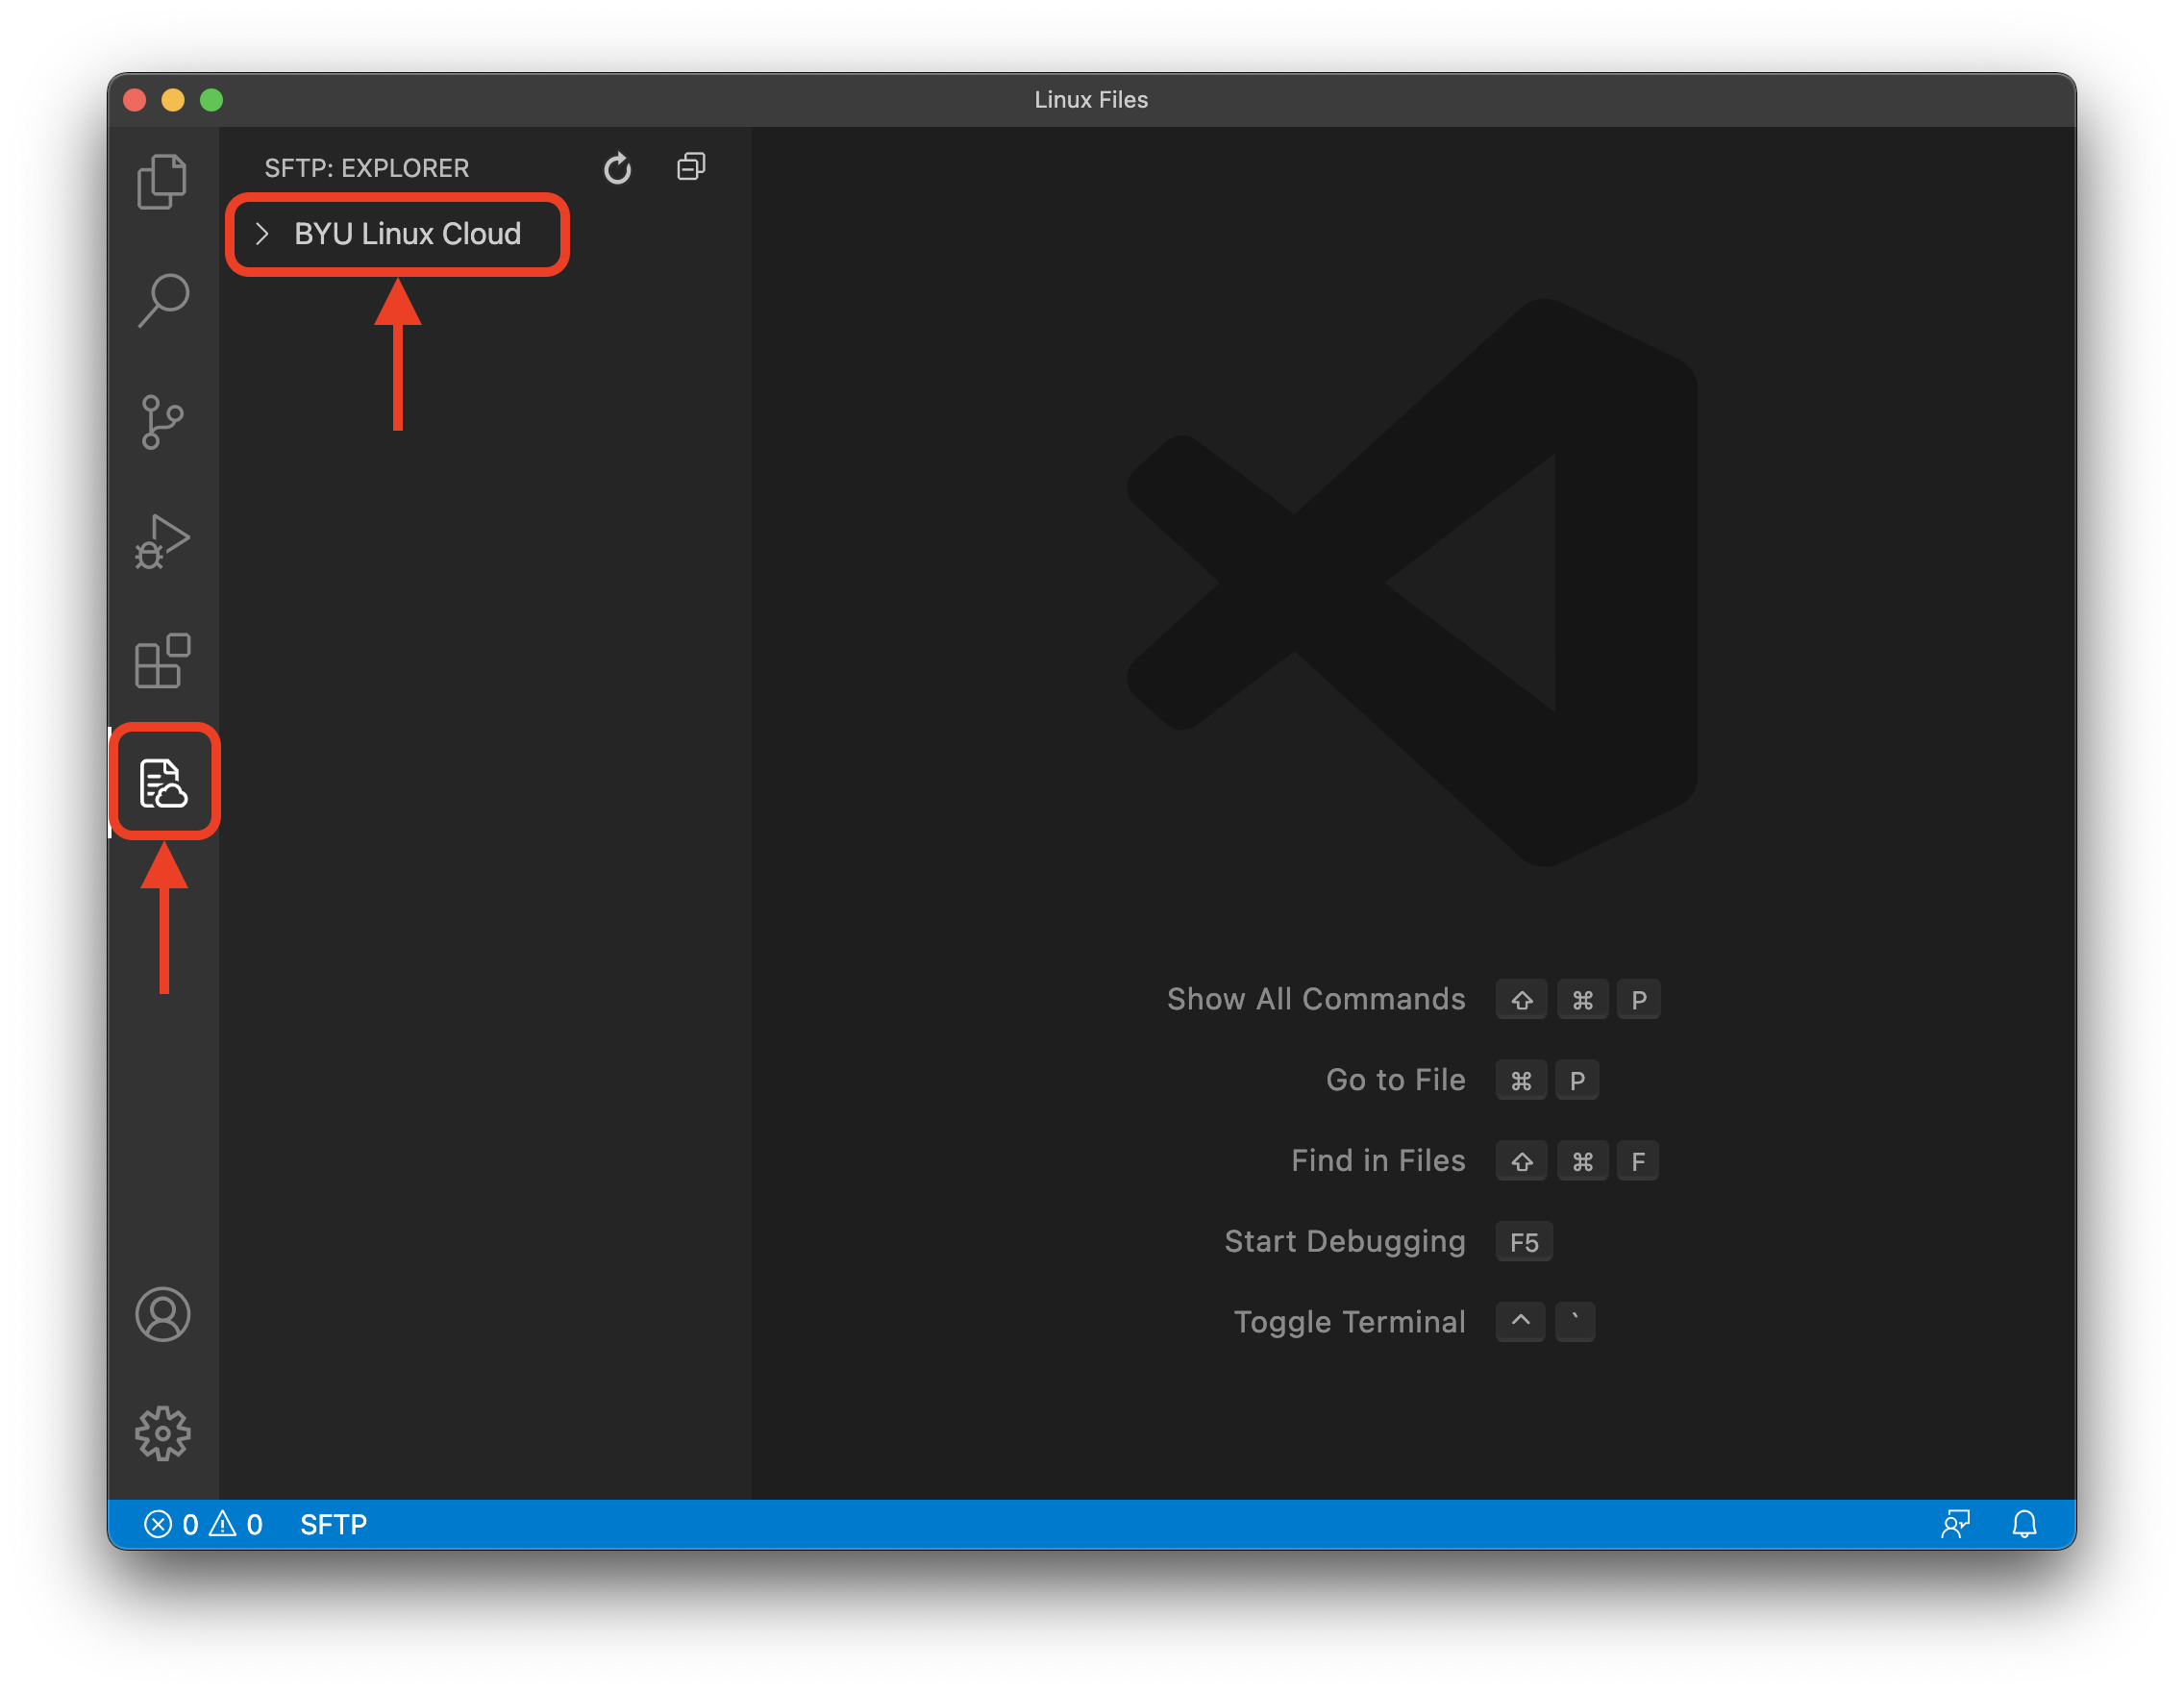 Linux Files
SFTP: EXPLORER
BYU Linux Cloud
Show All Commands ⇧ ⌘ P
Go to File ⌘ P
Find in Files ⇧ ⌘ F
Start Debugging F5
Toggle Terminal ^ `
0 0 SFTP